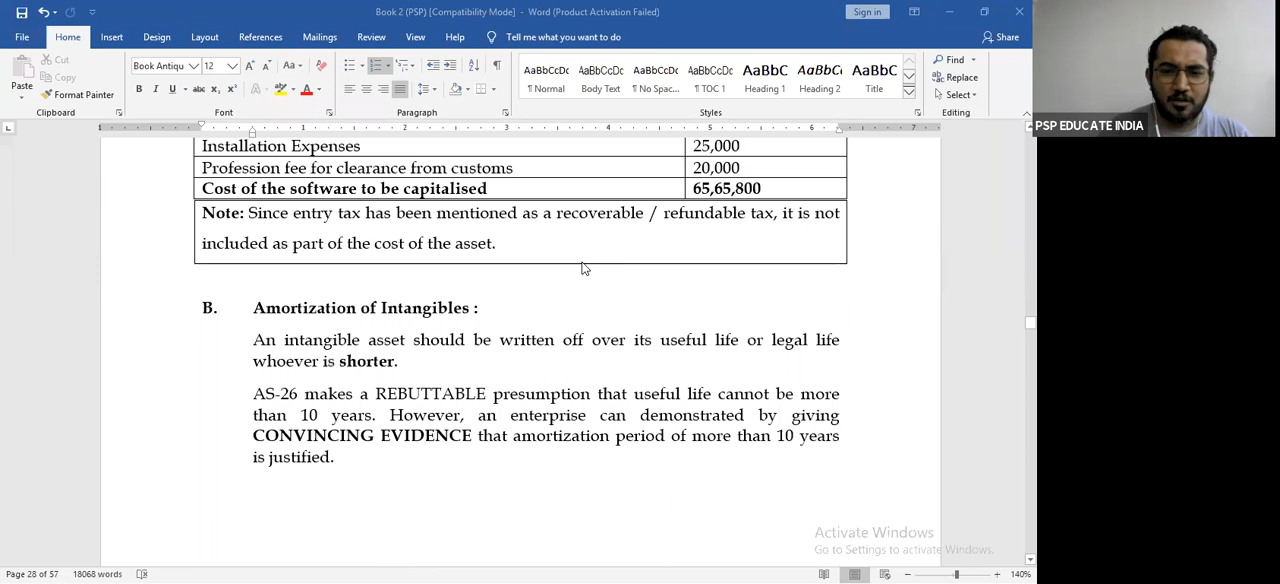 Book 2 (PSP) [Compatibility Mode] - Word (Product Activation Failed)
Sign in
File Home Insert Design Layout References Mailings Review View Help Tell me what you want to do Share
Paste
Cut
Copy
Format Painter
Clipboard
Book Antiqu 12
Font
Paragraph
AaBbCcDc AaBbCcDc AaBbCcDc AaBbCcDc AaBbC AaBbC AaBbC
¶ Normal Body Text ¶ No Spac... ¶ TOC 1 Heading 1 Heading 2 Title
Styles
Find
Replace
Select
Editing
PSP EDUCATE INDIA
1 1 2 3 4 5 6 7
Installation Expenses 25,000
Profession fee for clearance from customs 20,000
Cost of the software to be capitalised 65,65,800
Note: Since entry tax has been mentioned as a recoverable / refundable tax, it is not
included as part of the cost of the asset.
B. Amortization of Intangibles :
An intangible asset should be written off over its useful life or legal life
whoever is shorter.
AS-26 makes a REBUTTABLE presumption that useful life cannot be more
than 10 years. However, an enterprise can demonstrated by giving
CONVINCING EVIDENCE that amortization period of more than 10 years
is justified.
Activate Windows
Go to Settings to activate Windows.
Page 28 of 57 18068 words 140%